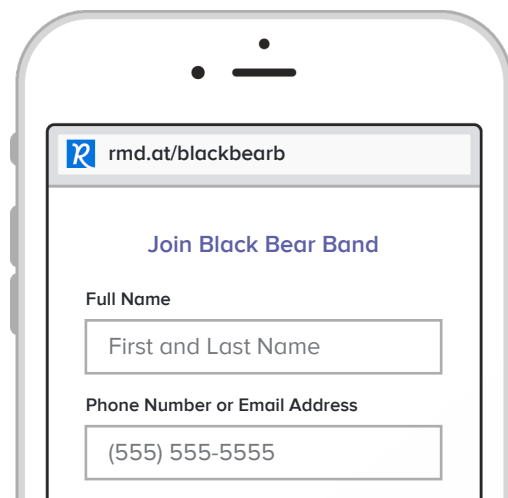 rmd.at/blackbearb
Join Black Bear Band
Full Name
First and Last Name
Phone Number or Email Address
(555) 555-5555